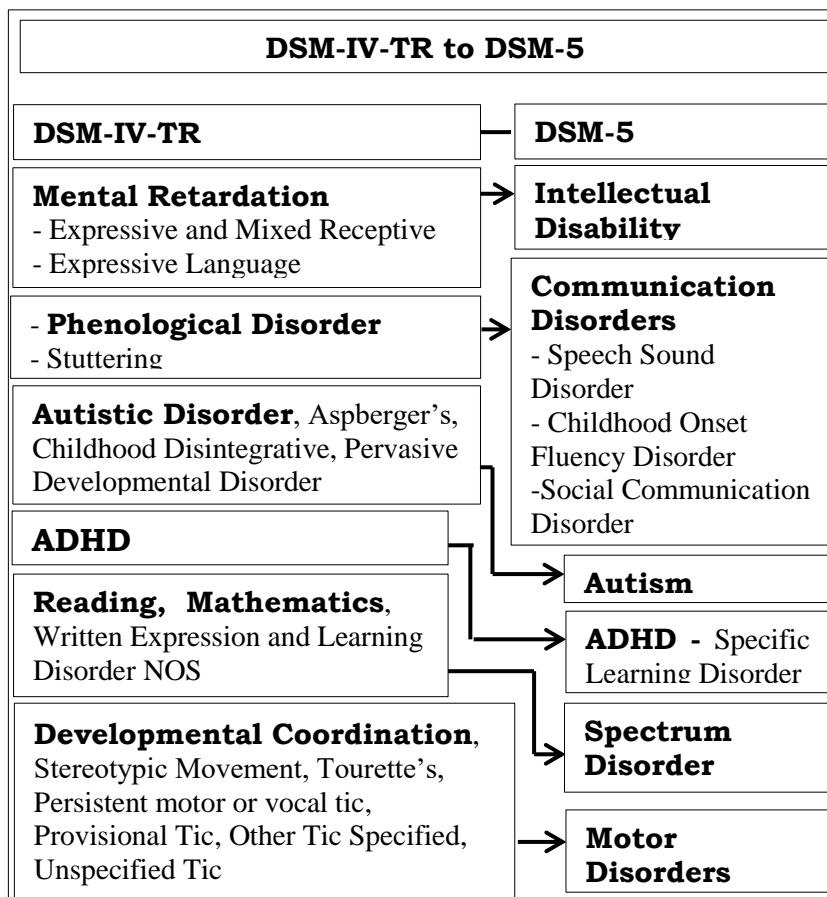 DSM-IV-TR to DSM-5
DSM-IV-TR
DSM-5
Mental Retardation
- Expressive and Mixed Receptive
- Expressive Language
Intellectual
Disability
- Phenological Disorder
- Stuttering
Communication
Disorders
- Speech Sound
Disorder
- Childhood Onset
Fluency Disorder
-Social Communication
Disorder
Autistic Disorder, Aspberger’s,
Childhood Disintegrative, Pervasive
Developmental Disorder
Autism
ADHD
ADHD - Specific
Learning Disorder
Reading, Mathematics,
Written Expression and Learning
Disorder NOS
Spectrum
Disorder
Developmental Coordination,
Stereotypic Movement, Tourette’s,
Persistent motor or vocal tic,
Provisional Tic, Other Tic Specified,
Unspecified Tic
Motor
Disorders